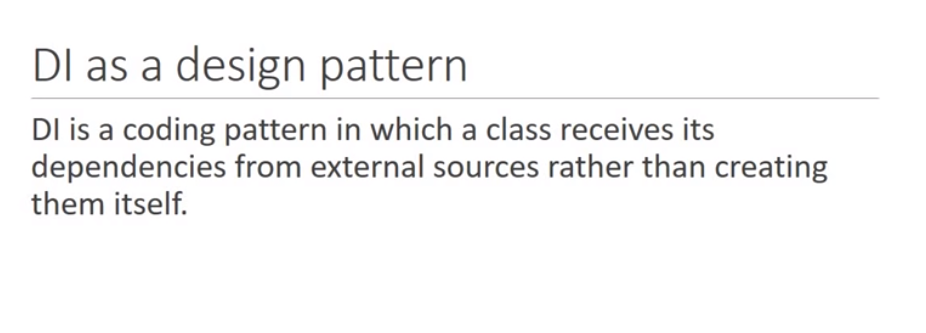 DI as a design pattern
DI is a coding pattern in which a class receives its
dependencies from external sources rather than creating
them itself.